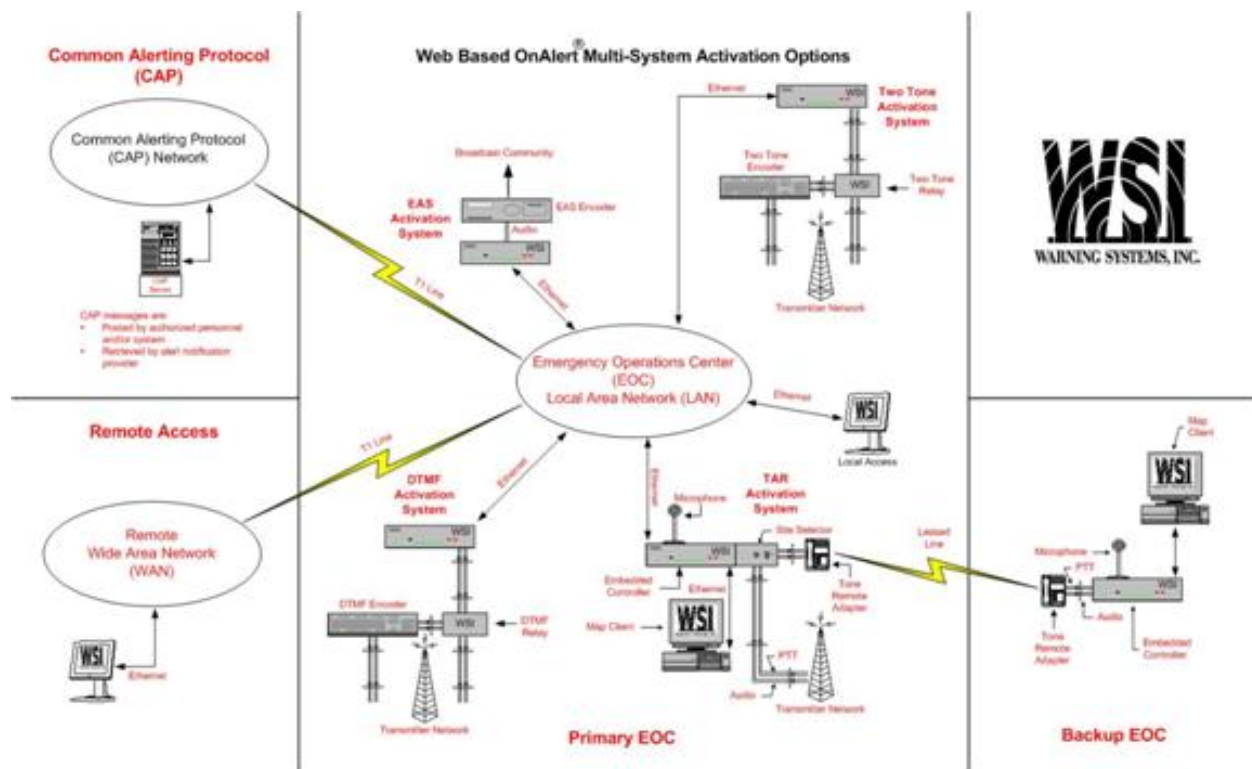 Common Alerting Protocol
(CAP)
Common Alerting Protocol
(CAP) Network
T1 Line
CAP
Server
CAP messages are:
• Posted by authorized personnel
and/or system
• Retrieved by alert notification
provider
Remote Access
T1 Line
Remote
Wide Area Network
(WAN)
WSI
Ethernet
Web Based OnAlert® Multi-System Activation Options
Ethernet
WSI
Two Tone
Activation
System
Two Tone
Encoder
WSI
Two Tone
Relay
Transmitter Network
Broadcast Community
EAS
Activation
System
EAS Encoder
Audio
WSI
Ethernet
Emergency Operations Center
(EOC)
Local Area Network (LAN)
Ethernet
WSI
Local Access
Ethernet
DTMF
Activation
System
WSI
DTMF Encoder
WSI
DTMF
Relay
Transmitter Network
Ethernet
Microphone
TAR
Activation
System
Site Selector
WSI
Embedded
Controller
Ethernet
Tone
Remote
Adapter
Map Client
WSI
PTT
Audio
Transmitter Network
Primary EOC
WSI
WARNING SYSTEMS, INC.
Leased
Line
Map
Client
WSI
Microphone
PTT
WSI
Audio
Tone
Remote
Adapter
Embedded
Controller
Backup EOC